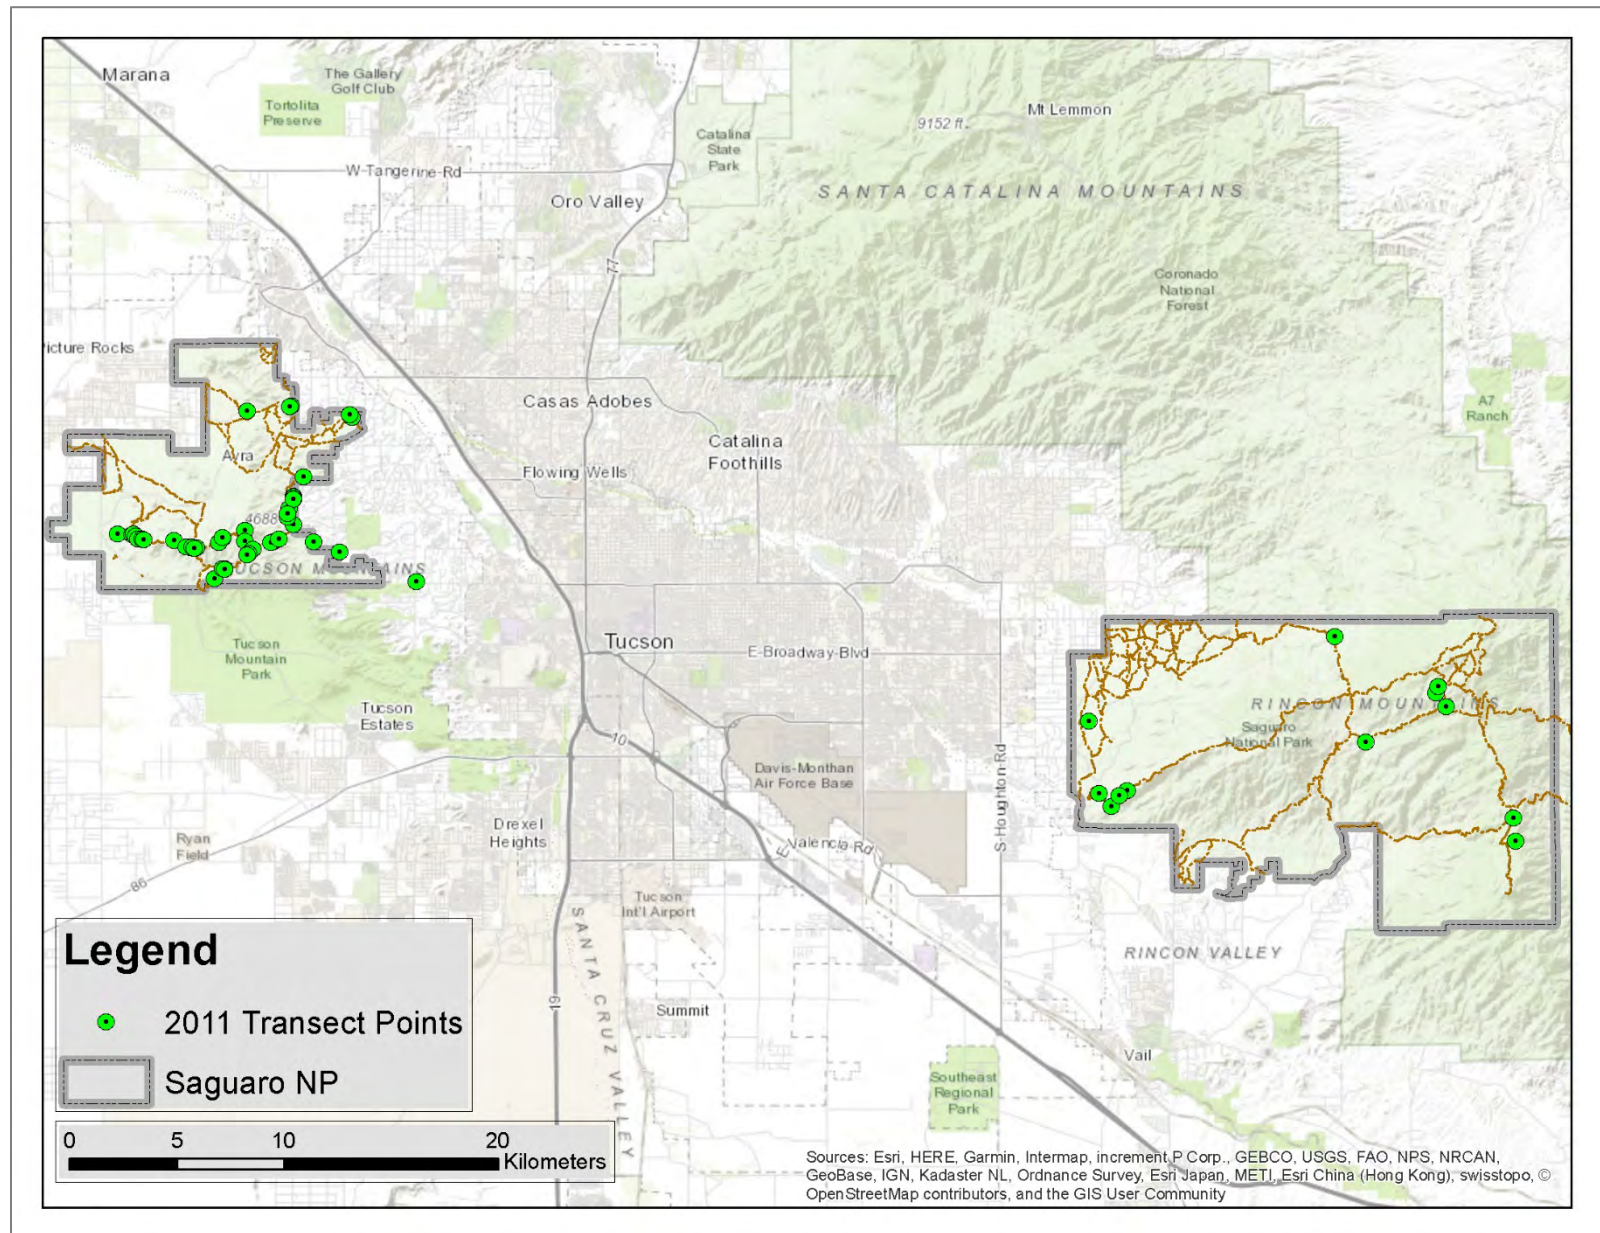 Marana
The Gallery
Golf Club
Tortolita
Preserve
Mt Lemmon
9152 ft
Catalina
State
Park
W-Tangerine-Rd
SANTA CATALINA MOUNTAINS
Oro Valley
77
Coronado
National
Forest
icture Rocks
Casas Adobes
A7
Ranch
Catalina
Foothills
Avra
Flowing Wells
4688
TUCSON MOUNTAINS
Tucson
E-Broadway-Blvd
Tucson
Mountain
Park
RINCON MOUNTAINS
Saguaro
National Park
Tucson
Estates
10
S-Houghton-Rd
Davis-Monthan
Air Force Base
Drexel
Heights
E Valencia Rd
Ryan
Field
86
Tucson
Int'l Airport
SANTA CRUZ VALLEY
RINCON VALLEY
19
Summit
Vail
Southeast
Regional
Park
Legend
2011 Transect Points
Saguaro NP
0 5 10 20
Kilometers
Sources: Esri, HERE, Garmin, Intermap, increment P Corp., GEBCO, USGS, FAO, NPS, NRCAN,
GeoBase, IGN, Kadaster NL, Ordnance Survey, Esri Japan, METI, Esri China (Hong Kong), swisstopo, ©
OpenStreetMap contributors, and the GIS User Community